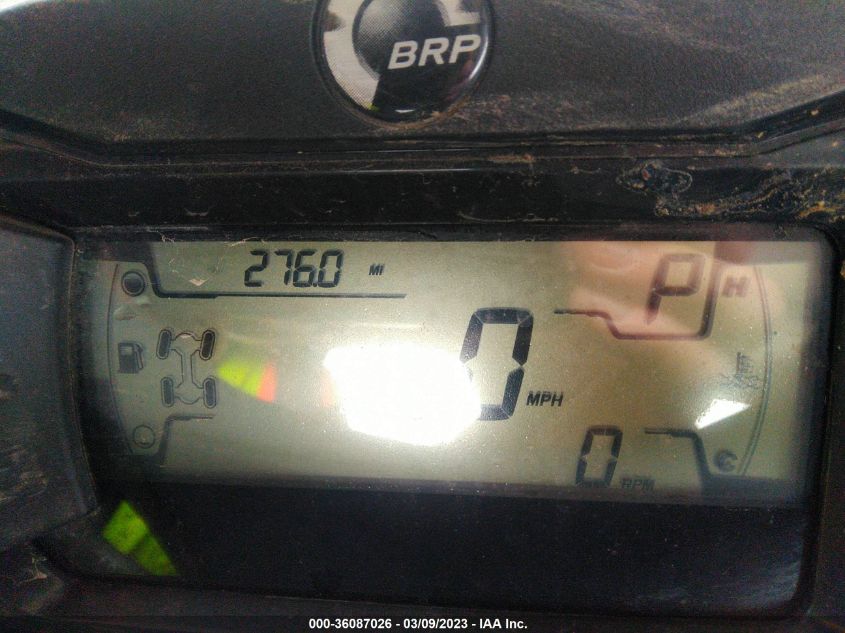 BRP
276.0 MI
P H
0 MPH
0 RPM
C
000-36087026 - 03/09/2023 - IAA Inc.